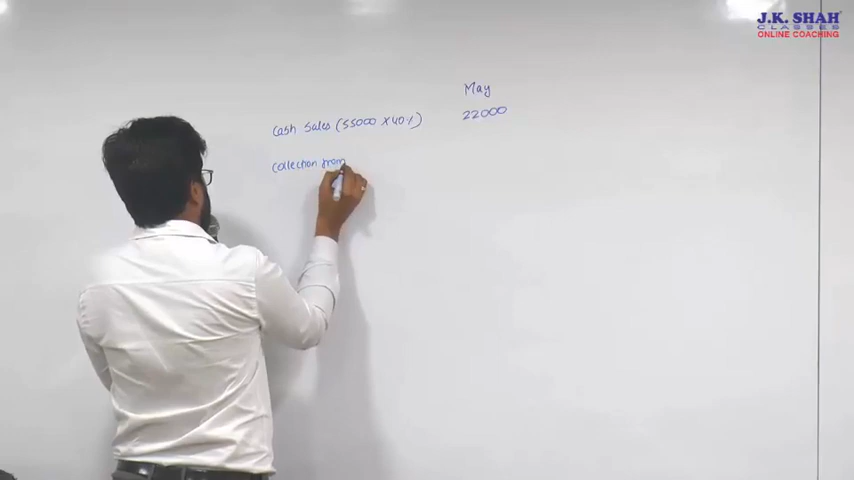 J.K. SHAH
CLASSES
ONLINE COACHING
May
Cash Sales (55000 x 40%) 22000
Collection from